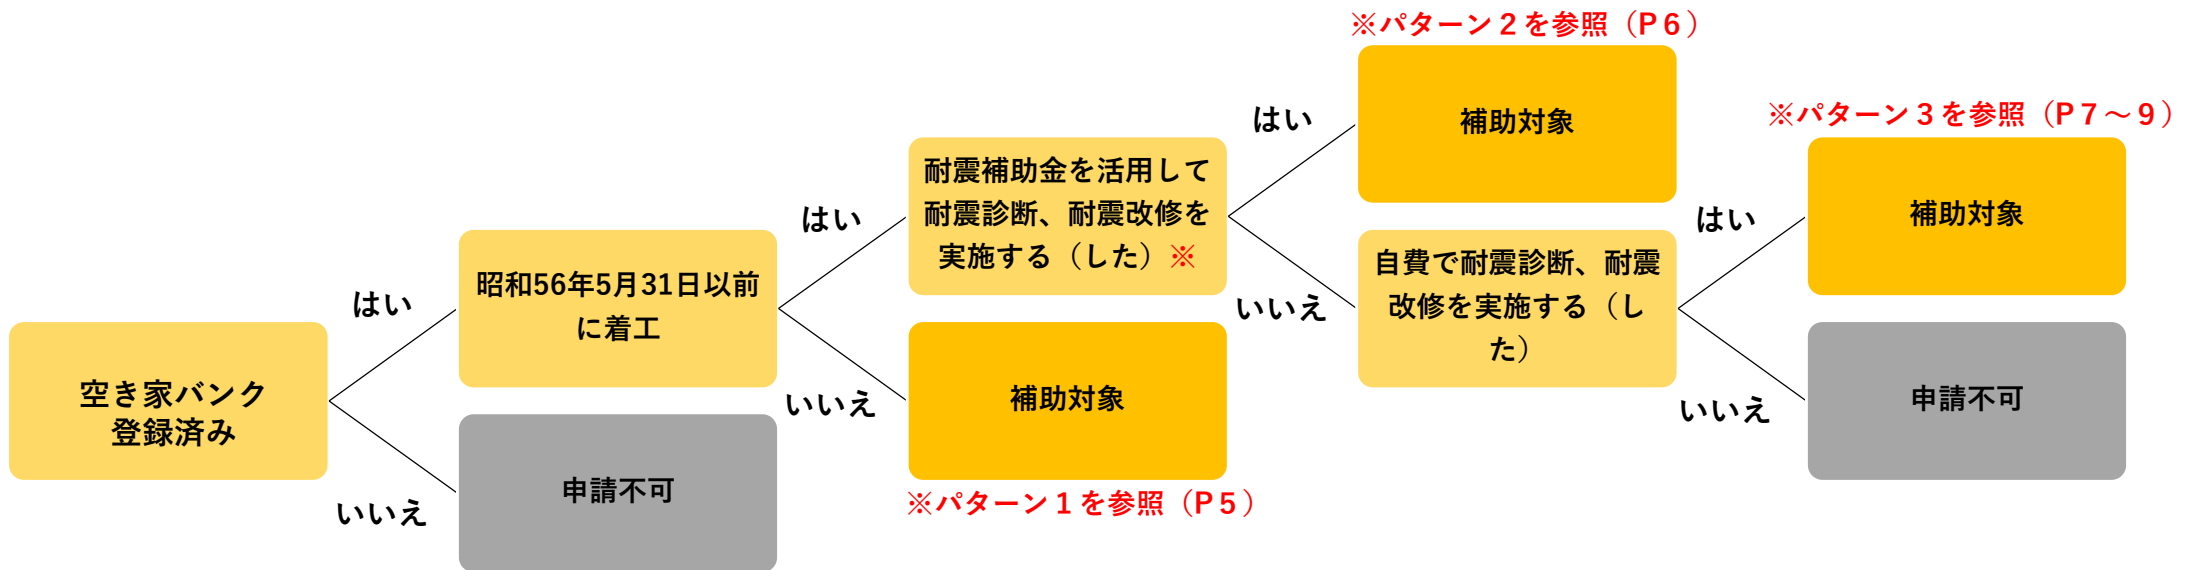 空き家バンク
登録済み
はい
いいえ
昭和56年5月31日以前
に着工
申請不可
はい
いいえ
耐震補助金を活用して
耐震診断、耐震改修を
実施する（した）※
補助対象
※パターン１を参照（P５）
はい
いいえ
※パターン２を参照（P６）
補助対象
自費で耐震診断、耐震
改修を実施する（し
た）
はい
いいえ
※パターン３を参照（P７～９）
補助対象
申請不可